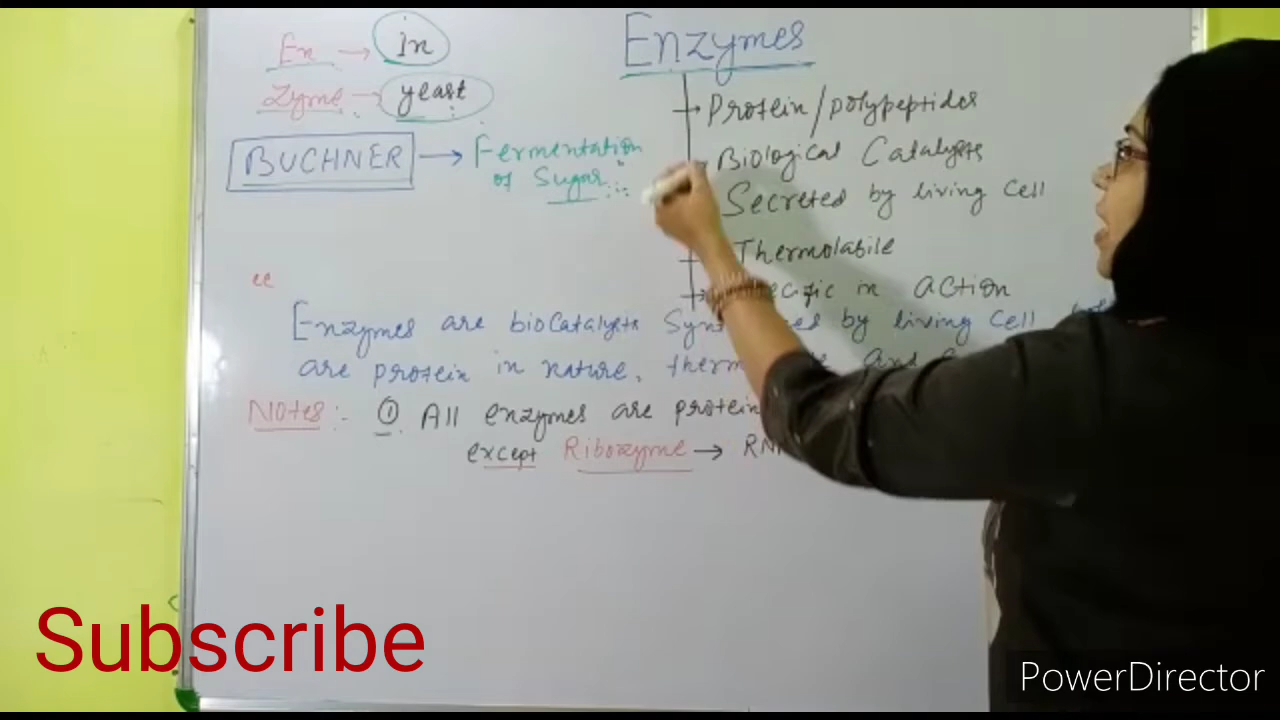 En → in
Zyme — yeast
BUCHNER → Fermentation
of Sugar
Enzymes
Protein/polypeptides
Biological Catalysts
Secreted by living Cell
Thermolabile
in action
Enzymes are biocatalysts by living Cell
are protein in nature, and
Notes:- ① All enzymes are protein
except Ribozyme →
Subscribe
PowerDirector